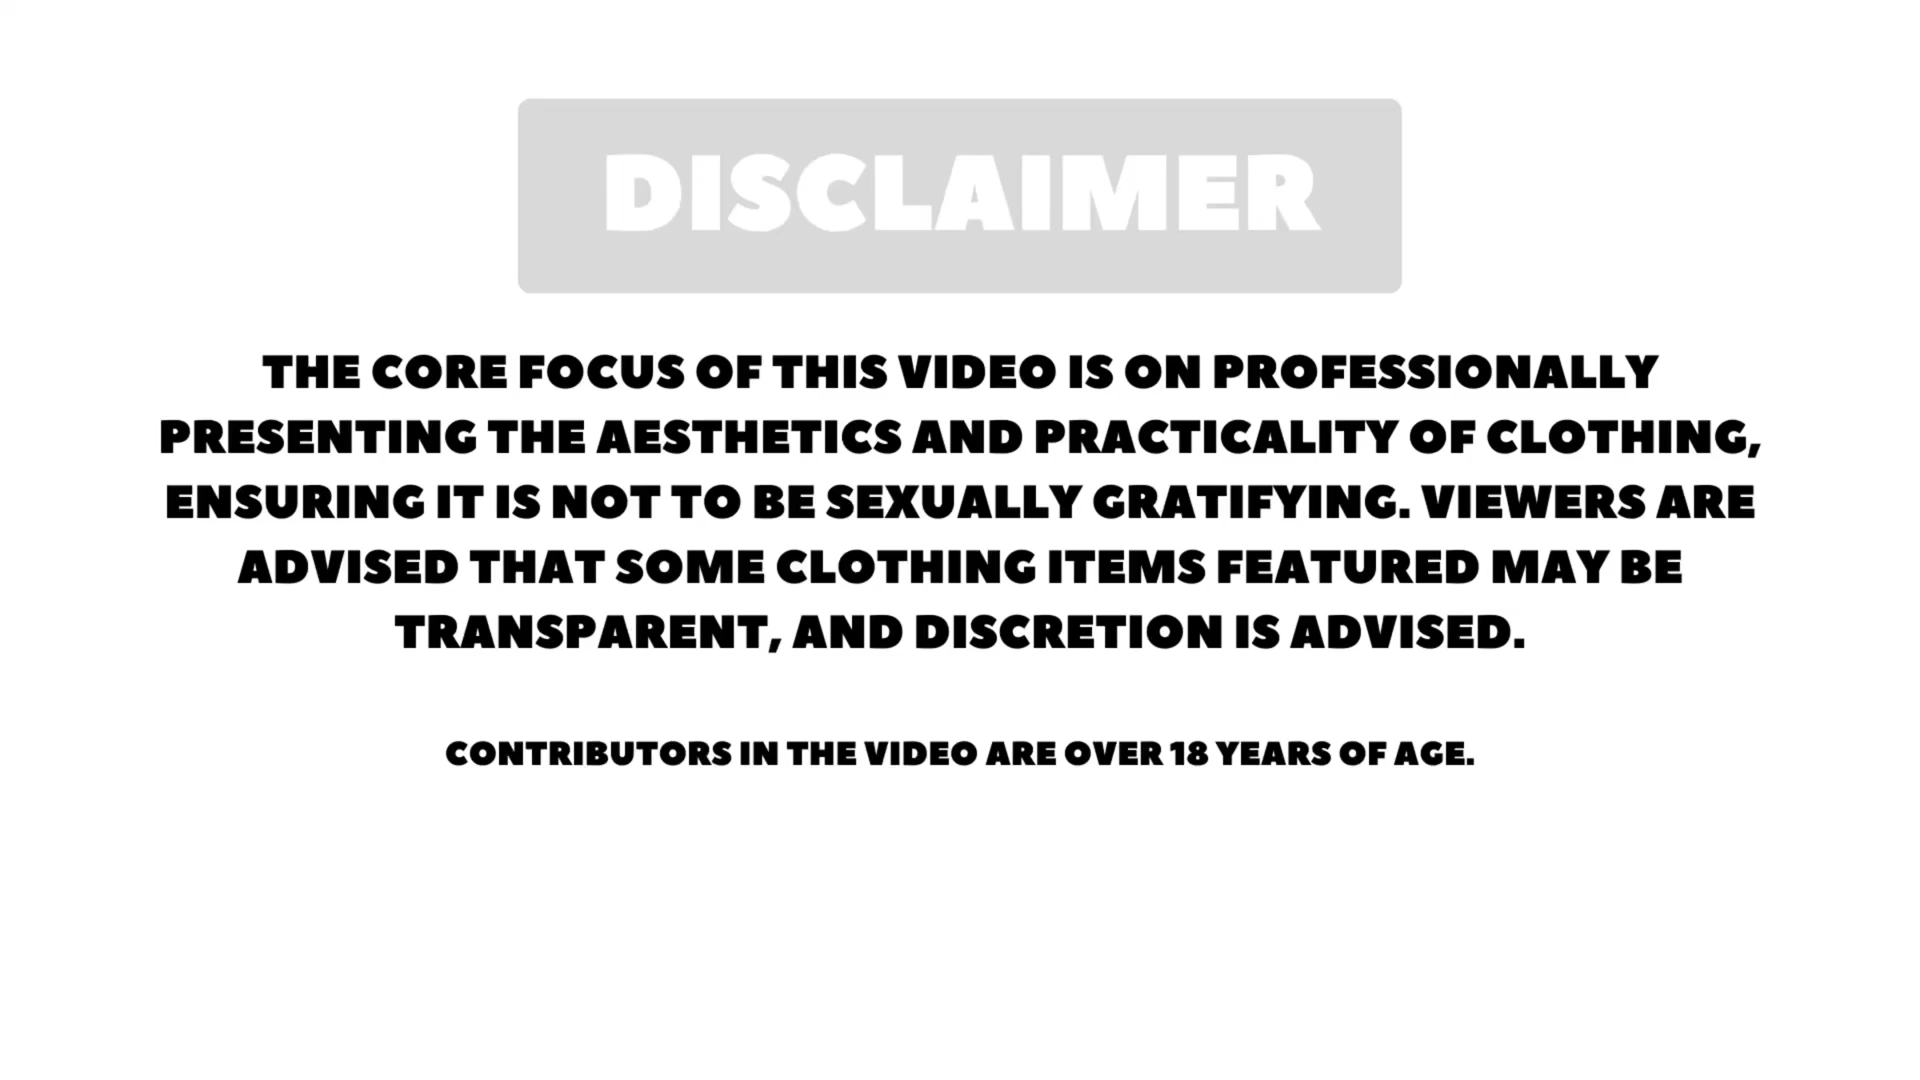 DISCLAIMER
THE CORE FOCUS OF THIS VIDEO IS ON PROFESSIONALLY
PRESENTING THE AESTHETICS AND PRACTICALITY OF CLOTHING,
ENSURING IT IS NOT TO BE SEXUALLY GRATIFYING. VIEWERS ARE
ADVISED THAT SOME CLOTHING ITEMS FEATURED MAY BE
TRANSPARENT, AND DISCRETION IS ADVISED.
CONTRIBUTORS IN THE VIDEO ARE OVER 18 YEARS OF AGE.